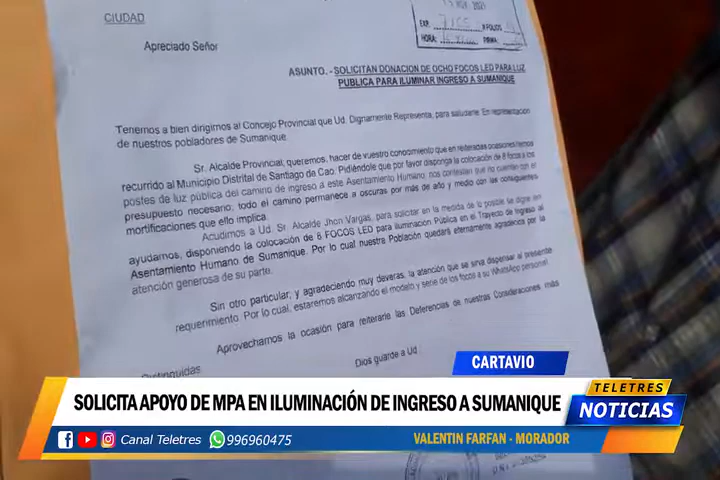 CIUDAD
NOV 2021
EXP.
FOLIOS
HORA:
FIRMA:
Apreciado Señor
ASUNTO.- SOLICITAN DONACION DE OCHO FOCOS LED PARA LUZ
PUBLICA PARA ILUMINAR INGRESO A SUMANIQUE
Tenemos a bien dirigirnos al Concejo Provincial que Ud. Dignamente Representa, para saludarle. En representación
de nuestros pobladores de Sumanique.
Sr. Alcalde Provincial, queremos, hacer de vuestro conocimiento que en reiteradas ocasiones hemos
recurrido al Municipio Distrital de Santiago de Cao. Pidiéndole que por favor disponga la colocación de 8 focos a los
postes de luz pública del camino de ingreso a este Asentamiento Humano, nos contestan que no cuentan con el
presupuesto necesario, todo el camino permanece a oscuras por más de año y medio con las consiguientes
mortificaciones que ello implica.
Acudimos a Ud. Sr. Alcalde Jhon Vargas, para solicitar en la medida de lo posible se digne en
ayudarnos, disponiendo la colocación de 8 FOCOS LED para iluminación Pública en el Trayecto de Ingreso al
Asentamiento Humano de Sumanique. Por lo cual nuestra Población quedará eternamente agradecida por la
atención generosa de su parte.
Sin otro particular, y agradeciendo muy deveras, la atención que se sirva dispensar al presente
requerimiento. Por lo cual, estaremos alcanzando el modelo y serie de los focos a su WhatsApp personal.
Aprovechamos la ocasión para reiterarle las Deferencias de nuestras Consideraciones más
Distinguidas
Dios guarde a Ud
CARTAVIO
SOLICITA APOYO DE MPA EN ILUMINACIÓN DE INGRESO A SUMANIQUE
TELETRES
NOTICIAS
Canal Teletres
996960475
VALENTIN FARFAN - MORADOR